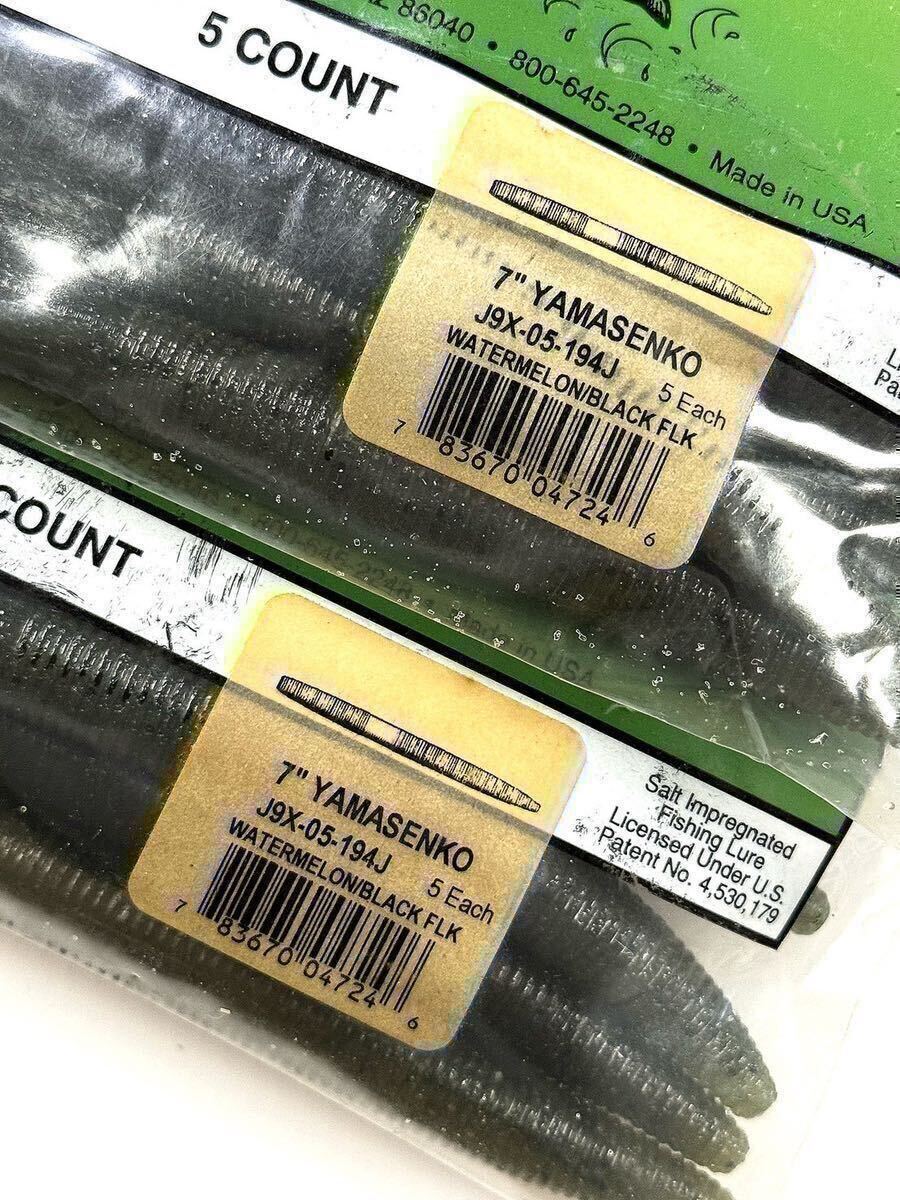 AZ 86040 • 800-645-2248 • Made in USA
5 COUNT
7" YAMASENKO
J9X-05-194J
5 Each
WATERMELON/BLACK FLK
7 83670 04724 6
COUNT
7" YAMASENKO
J9X-05-194J
5 Each
WATERMELON/BLACK FLK
7 83670 04724 6
Salt Impregnated
Fishing Lure
Licensed Under U.S.
Patent No. 4,530,179